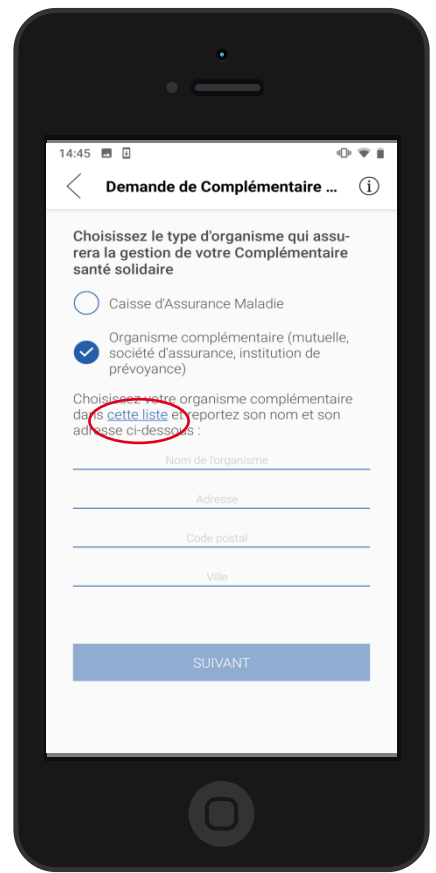 14:45
Demande de Complémentaire ...
Choisissez le type d'organisme qui assu-
rera la gestion de votre Complémentaire
santé solidaire
Caisse d'Assurance Maladie
Organisme complémentaire (mutuelle,
société d'assurance, institution de
prévoyance)
Choisissez votre organisme complémentaire
dans cette liste et reportez son nom et son
adresse ci-dessous :
Nom de l'organisme
Adresse
Code postal
Ville
SUIVANT